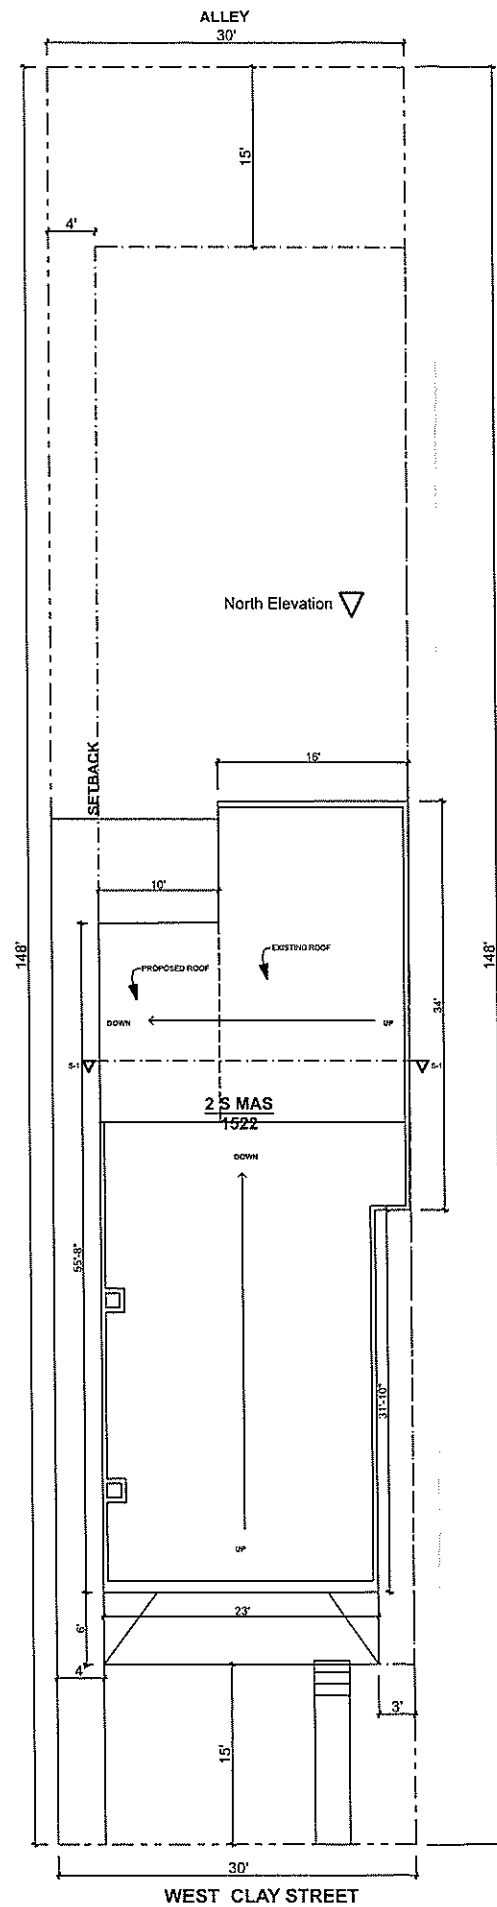 ALLEY
30'
15'
4'
North Elevation
SETBACK
16'
10'
148'
148'
PROPOSED ROOF
EXISTING ROOF
34'
DOWN
UP
S-1
S-1
2 S MAS
1522
DOWN
55'-8"
31'-10"
UP
23'
6'
4'
3'
15'
30'
WEST CLAY STREET